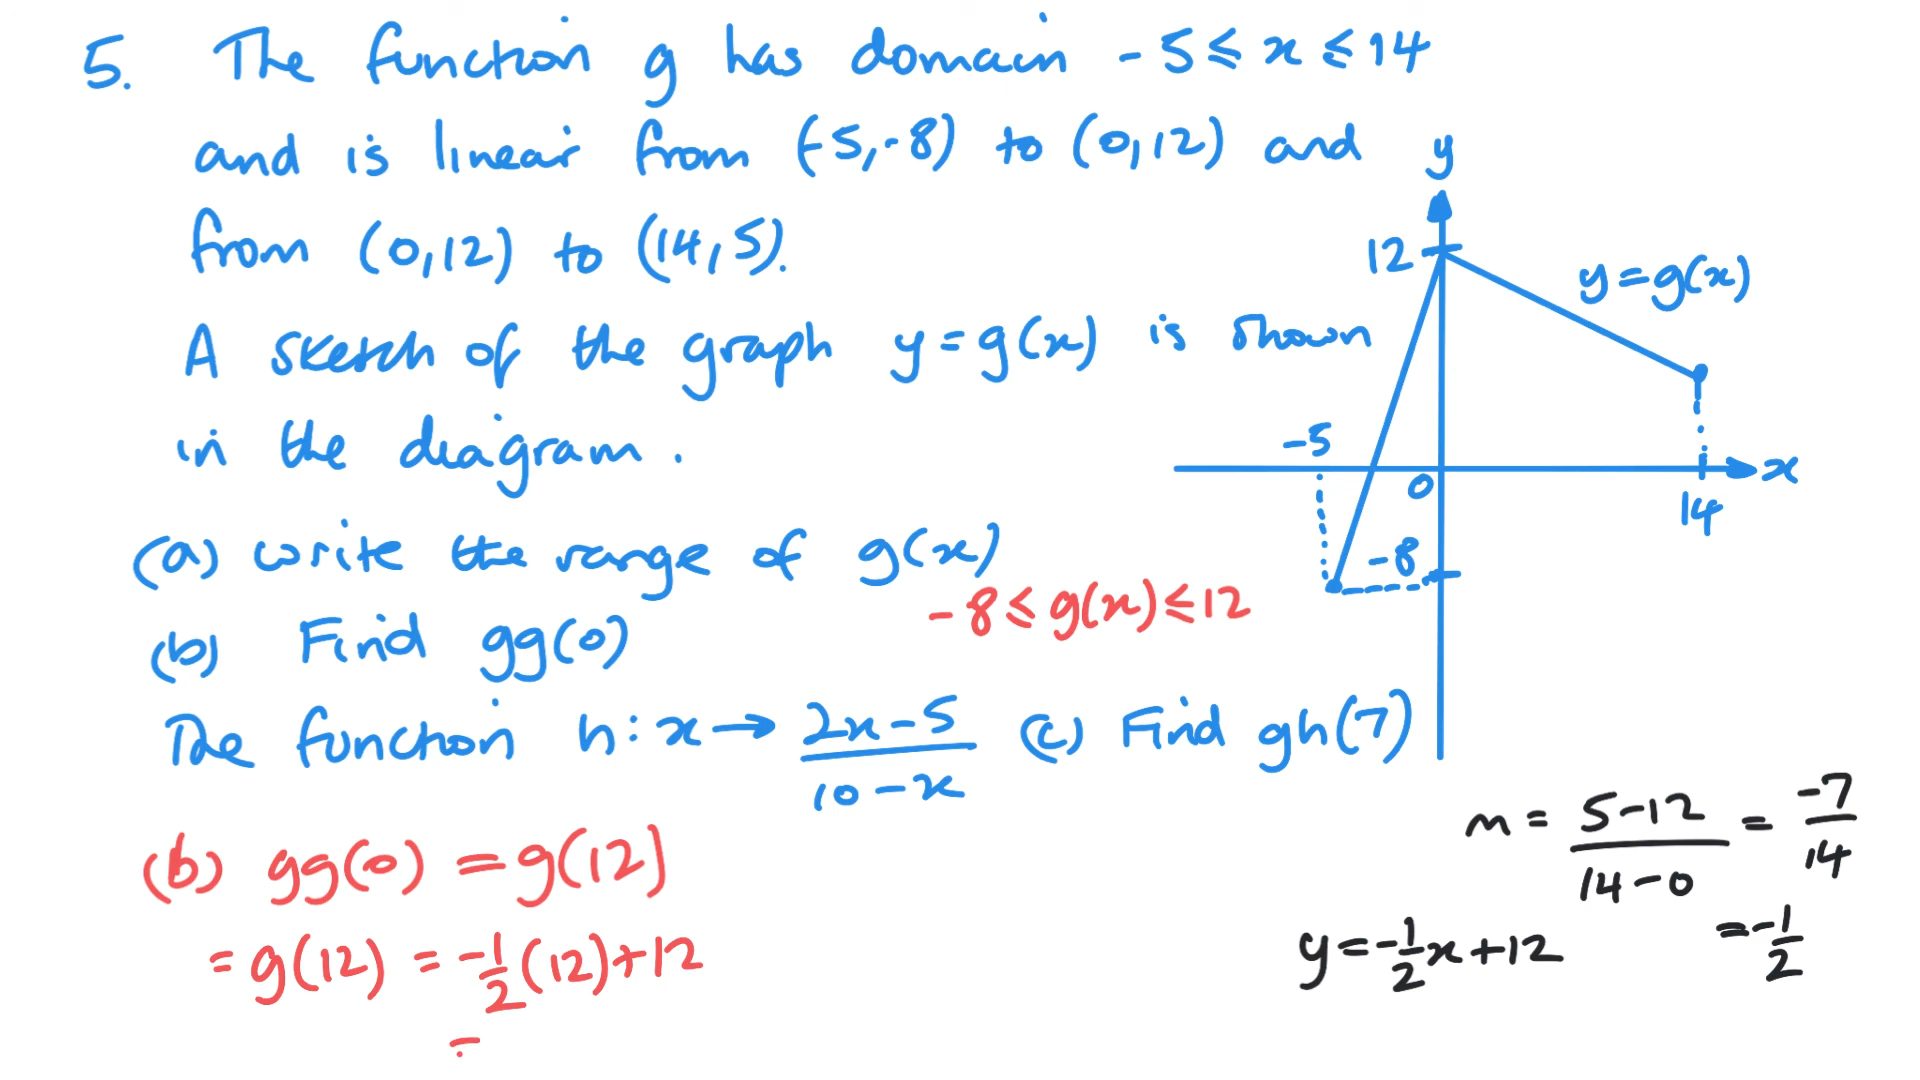 5. The function g has domain -5 ≤ x ≤ 14
and is linear from (-5,-8) to (0,12) and
from (0,12) to (14,5).
A sketch of the graph y = g(x) is shown
in the diagram.
y
12
y = g(x)
-5
0
x
14
-8
(a) write the range of g(x)
-8 ≤ g(x) ≤ 12
(b) Find gg(0)
The function h: x → (2x-5)/(10-x) (c) Find gh(7)
(b) gg(0) = g(12]
= g(12) = -1/2(12)+12
=
m = (5-12)/(14-0) = -7/14
= -1/2
y = -1/2x+12